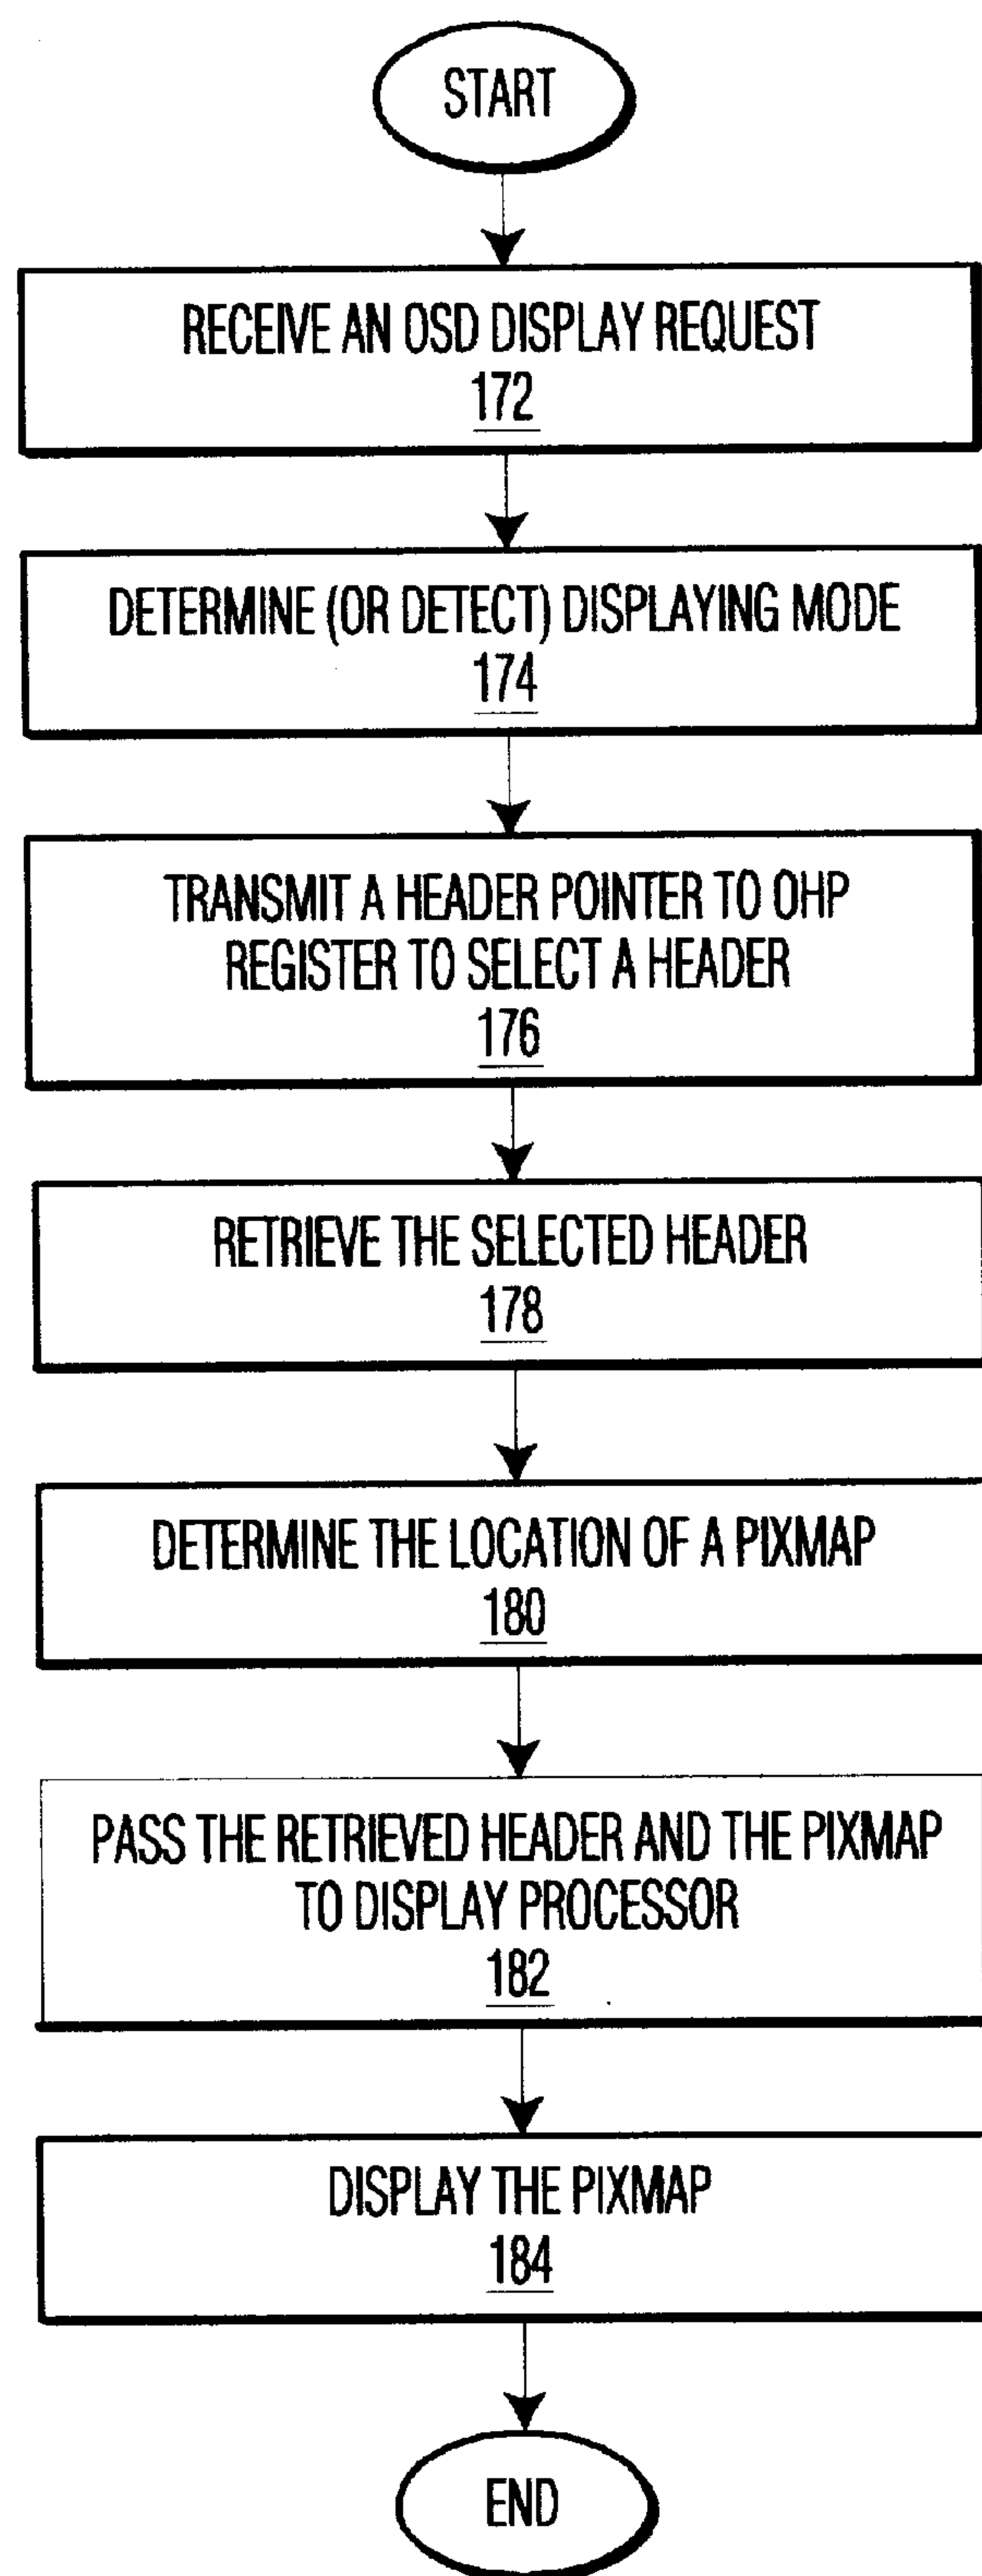 START
RECEIVE AN OSD DISPLAY REQUEST
172
DETERMINE (OR DETECT) DISPLAYING MODE
174
TRANSMIT A HEADER POINTER TO OHP
REGISTER TO SELECT A HEADER
176
RETRIEVE THE SELECTED HEADER
178
DETERMINE THE LOCATION OF A PIXMAP
180
PASS THE RETRIEVED HEADER AND THE PIXMAP
TO DISPLAY PROCESSOR
182
DISPLAY THE PIXMAP
184
END